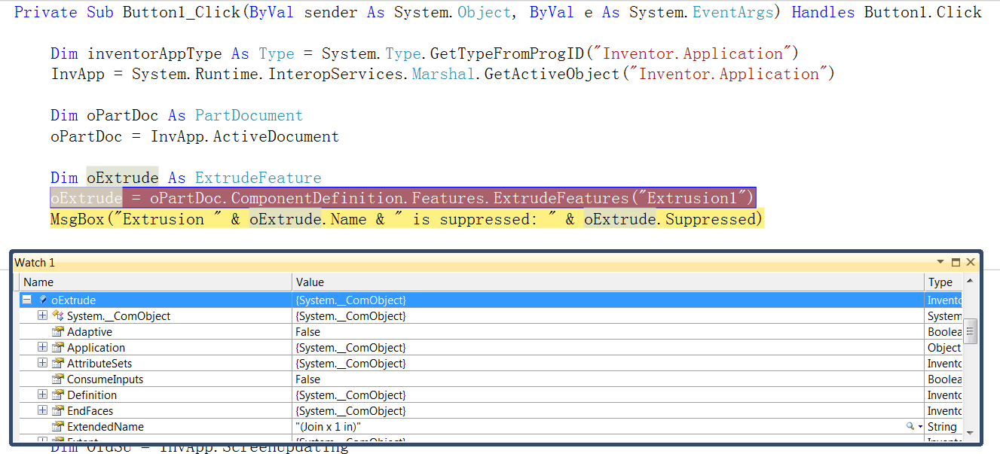 Private Sub Button1_Click(ByVal sender As System.Object, ByVal e As System.EventArgs) Handles Button1.Click
Dim inventorAppType As Type = System.Type.GetTypeFromProgID("Inventor.Application")
InvApp = System.Runtime.InteropServices.Marshal.GetActiveObject("Inventor.Application")
Dim oPartDoc As PartDocument
oPartDoc = InvApp.ActiveDocument
Dim oExtrude As ExtrudeFeature
oExtrude = oPartDoc.ComponentDefinition.Features.ExtrudeFeatures("Extrusion1")
MsgBox("Extrusion " & oExtrude.Name & " is suppressed: " & oExtrude.Suppressed)
Watch 1
Name Value Type
oExtrude {System.__ComObject} Invento
System.__ComObject {System.__ComObject} System
Adaptive False Boolea
Application {System.__ComObject} Object
AttributeSets {System.__ComObject} Invento
ConsumeInputs False Boolea
Definition {System.__ComObject} Invento
EndFaces {System.__ComObject} Invento
ExtendedName "(Join x 1 in)" String
Dim = InvApp.ScreenUpdating